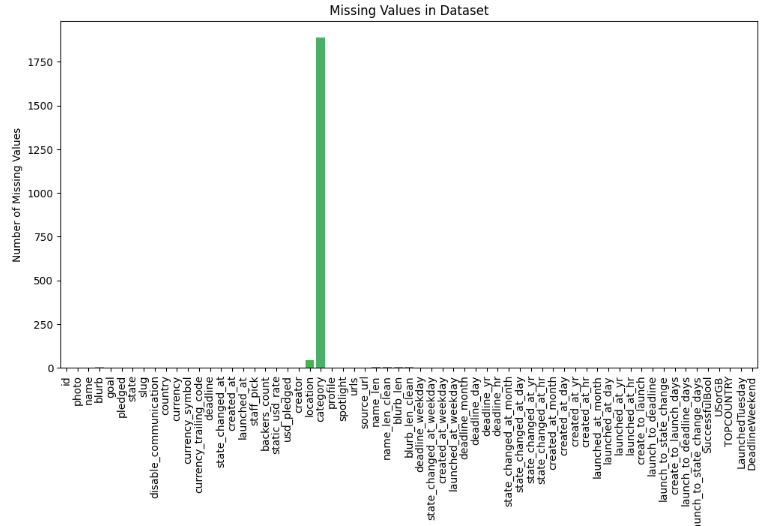 Missing Values in Dataset
Number of Missing Values
1750
1500
1250
1000
750
500
250
0
id
photo
name
blurb
goal
pledged
state
slug
disable_communication
country
currency
currency_symbol
currency_trailing_code
deadline
state_changed_at
created_at
launched_at
staff_pick
backers_count
static_usd_rate
usd_pledged
creator
location
category
profile
spotlight
urls
source_url
name_len
name_len_clean
blurb_len
blurb_len_clean
deadline_weekday
state_changed_at_weekday
created_at_weekday
launched_at_weekday
deadline_month
deadline_day
deadline_yr
deadline_hr
state_changed_at_month
state_changed_at_day
state_changed_at_yr
state_changed_at_hr
created_at_month
created_at_day
created_at_yr
created_at_hr
launched_at_month
launched_at_day
launched_at_yr
launched_at_hr
create_to_launch
launch_to_deadline
launch_to_state_change
create_to_launch_days
launch_to_deadline_days
unch_to_state_change_days
SuccessfulBool
USorGB
TOPCOUNTRY
LaunchedTuesday
DeadlineWeekend